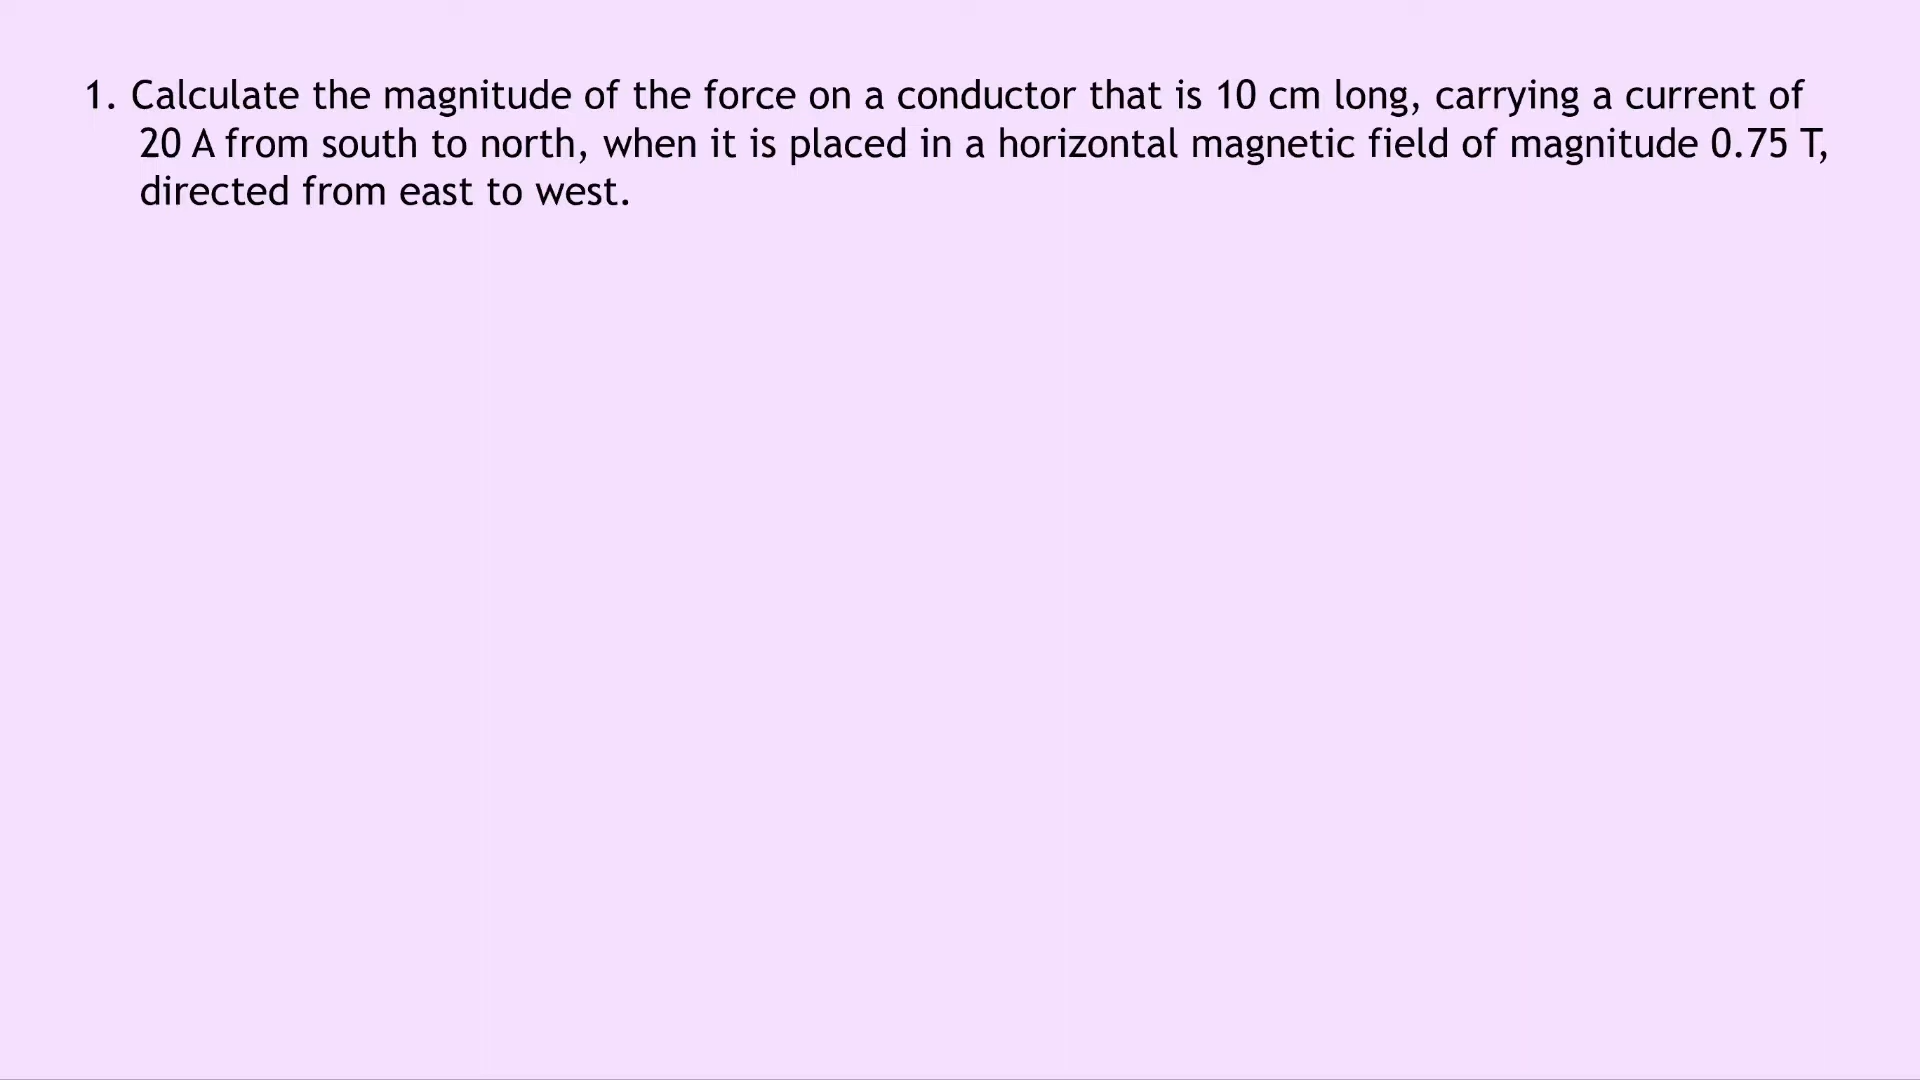 1. Calculate the magnitude of the force on a conductor that is 10 cm long, carrying a current of
20 A from south to north, when it is placed in a horizontal magnetic field of magnitude 0.75 T,
directed from east to west.